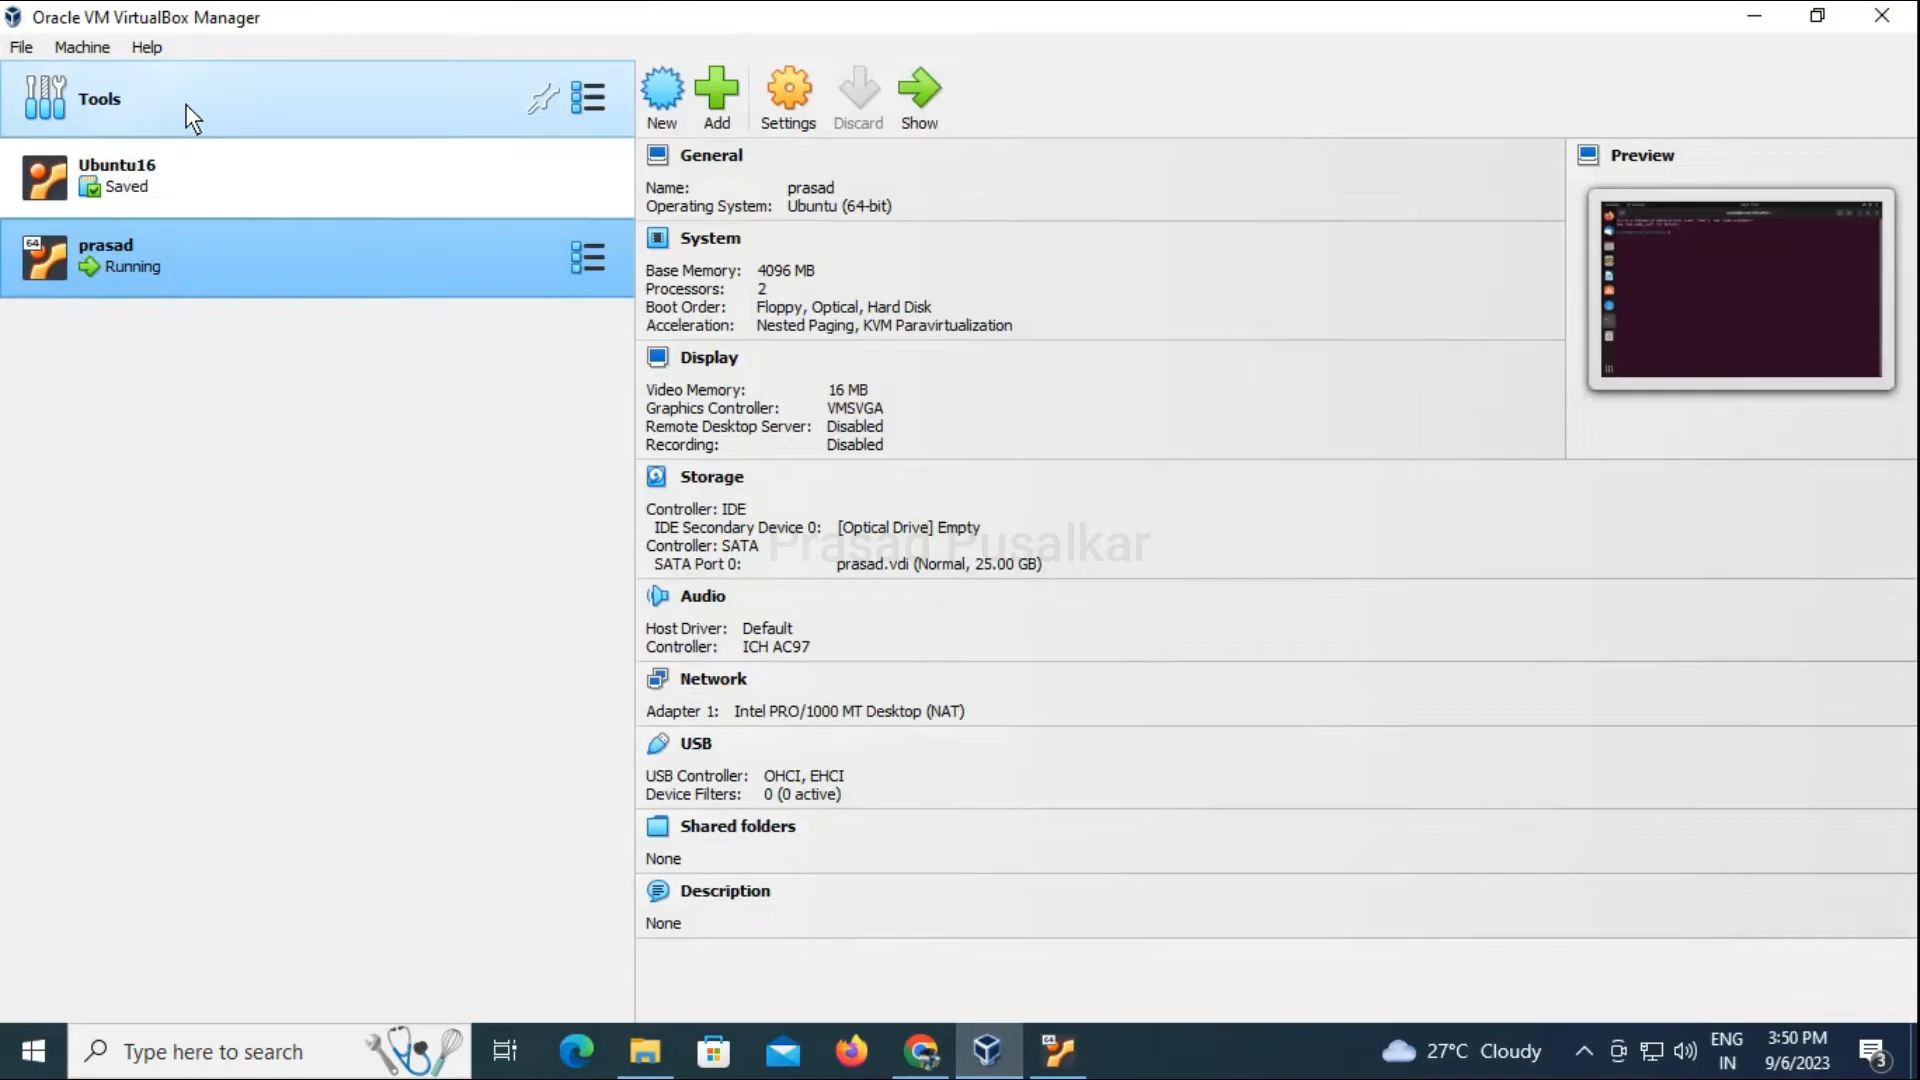 Oracle VM VirtualBox Manager
File Machine Help
Tools
Ubuntu16
Saved
64
prasad
Running
New Add Settings Discard Show
General
Name: prasad
Operating System: Ubuntu (64-bit)
System
Base Memory: 4096 MB
Processors: 2
Boot Order: Floppy, Optical, Hard Disk
Acceleration: Nested Paging, KVM Paravirtualization
Display
Video Memory: 16 MB
Graphics Controller: VMSVGA
Remote Desktop Server: Disabled
Recording: Disabled
Preview
Storage
Controller: IDE
IDE Secondary Device 0: [Optical Drive] Empty
Controller: SATA
SATA Port 0: prasad.vdi (Normal, 25.00 GB)
Prasad Pusalkar
Audio
Host Driver: Default
Controller: ICH AC97
Network
Adapter 1: Intel PRO/1000 MT Desktop (NAT)
USB
USB Controller: OHCI, EHCI
Device Filters: 0 (0 active)
Shared folders
None
Description
None
Type here to search
64
27°C Cloudy
ENG
IN
3:50 PM
9/6/2023
3